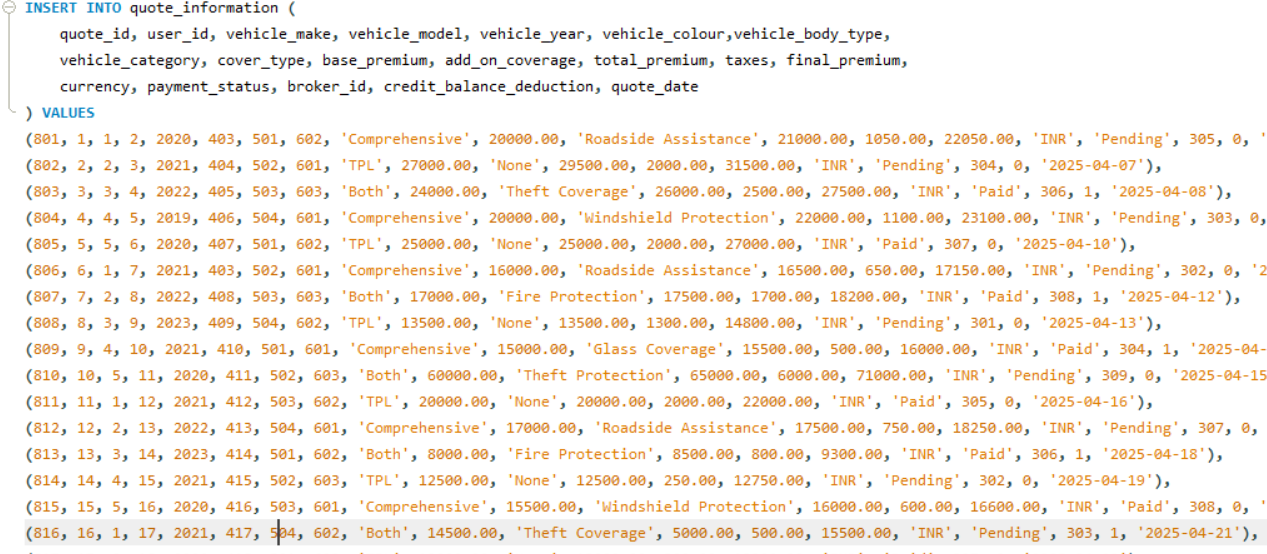 INSERT INTO quote_information (
quote_id, user_id, vehicle_make, vehicle_model, vehicle_year, vehicle_colour,vehicle_body_type,
vehicle_category, cover_type, base_premium, add_on_coverage, total_premium, taxes, final_premium,
currency, payment_status, broker_id, credit_balance_deduction, quote_date
) VALUES
(801, 1, 1, 2, 2020, 403, 501, 602, 'Comprehensive', 20000.00, 'Roadside Assistance', 21000.00, 1050.00, 22050.00, 'INR', 'Pending', 305, 0, '
(802, 2, 2, 3, 2021, 404, 502, 601, 'TPL', 27000.00, 'None', 29500.00, 2000.00, 31500.00, 'INR', 'Pending', 304, 0, '2025-04-07'),
(803, 3, 3, 4, 2022, 405, 503, 603, 'Both', 24000.00, 'Theft Coverage', 26000.00, 2500.00, 27500.00, 'INR', 'Paid', 306, 1, '2025-04-08'),
(804, 4, 4, 5, 2019, 406, 504, 601, 'Comprehensive', 20000.00, 'Windshield Protection', 22000.00, 1100.00, 23100.00, 'INR', 'Pending', 303, 0,
(805, 5, 5, 6, 2020, 407, 501, 602, 'TPL', 25000.00, 'None', 25000.00, 2000.00, 27000.00, 'INR', 'Paid', 307, 0, '2025-04-10'),
(806, 6, 1, 7, 2021, 403, 502, 601, 'Comprehensive', 16000.00, 'Roadside Assistance', 16500.00, 650.00, 17150.00, 'INR', 'Pending', 302, 0, '2
(807, 7, 2, 8, 2022, 408, 503, 603, 'Both', 17000.00, 'Fire Protection', 17500.00, 1700.00, 18200.00, 'INR', 'Paid', 308, 1, '2025-04-12'),
(808, 8, 3, 9, 2023, 409, 504, 602, 'TPL', 13500.00, 'None', 13500.00, 1300.00, 14800.00, 'INR', 'Pending', 301, 0, '2025-04-13'),
(809, 9, 4, 10, 2021, 410, 501, 601, 'Comprehensive', 15000.00, 'Glass Coverage', 15500.00, 500.00, 16000.00, 'INR', 'Paid', 304, 1, '2025-04-
(810, 10, 5, 11, 2020, 411, 502, 603, 'Both', 60000.00, 'Theft Protection', 65000.00, 6000.00, 71000.00, 'INR', 'Pending', 309, 0, '2025-04-15
(811, 11, 1, 12, 2021, 412, 503, 602, 'TPL', 20000.00, 'None', 20000.00, 2000.00, 22000.00, 'INR', 'Paid', 305, 0, '2025-04-16'),
(812, 12, 2, 13, 2022, 413, 504, 601, 'Comprehensive', 17000.00, 'Roadside Assistance', 17500.00, 750.00, 18250.00, 'INR', 'Pending', 307, 0,
(813, 13, 3, 14, 2023, 414, 501, 602, 'Both', 8000.00, 'Fire Protection', 8500.00, 800.00, 9300.00, 'INR', 'Paid', 306, 1, '2025-04-18'),
(814, 14, 4, 15, 2021, 415, 502, 603, 'TPL', 12500.00, 'None', 12500.00, 250.00, 12750.00, 'INR', 'Pending', 302, 0, '2025-04-19'),
(815, 15, 5, 16, 2020, 416, 503, 601, 'Comprehensive', 15500.00, 'Windshield Protection', 16000.00, 600.00, 16600.00, 'INR', 'Paid', 308, 0, '
(816, 16, 1, 17, 2021, 417, 504, 602, 'Both', 14500.00, 'Theft Coverage', 5000.00, 500.00, 15500.00, 'INR', 'Pending', 303, 1, '2025-04-21'),